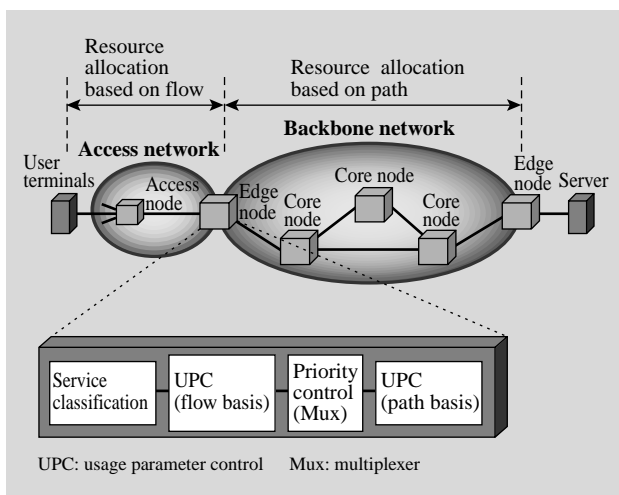 Resource
allocation
based on flow
Resource allocation
based on path
Backbone network
Access network
User
terminals
Access
node
Edge
node
Core
node
Core node
Core
node
Edge
node
Server
Service
classification
UPC
(flow basis)
Priority
control
(Mux)
UPC
(path basis)
UPC: usage parameter control Mux: multiplexer